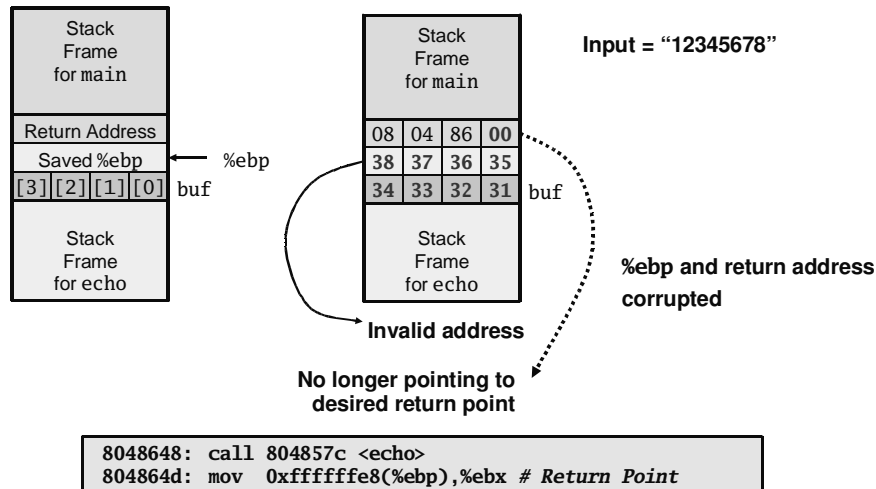 Stack
Frame
for main
Return Address
Saved %ebp
%ebp
[3][2][1][0] buf
Stack
Frame
for echo
Stack
Frame
for main
08 04 86 00
38 37 36 35
34 33 32 31 buf
Stack
Frame
for echo
Input = “12345678”
%ebp and return address
corrupted
Invalid address
No longer pointing to
desired return point
8048648: call 804857c <echo>
804864d: mov 0xffffffe8(%ebp),%ebx # Return Point